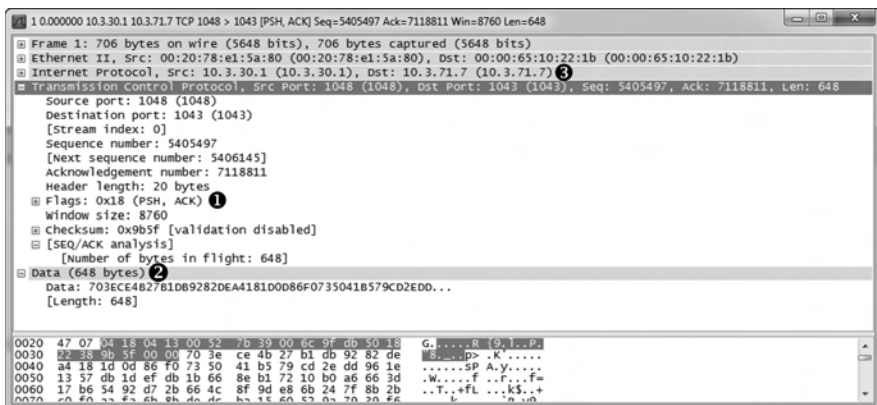 1 0.000000 10.3.30.1 10.3.71.7 TCP 1048 > 1043 [PSH, ACK] Seq=5405497 Ack=7118811 Win=8760 Len=648
Frame 1: 706 bytes on wire (5648 bits), 706 bytes captured (5648 bits)
Ethernet II, Src: 00:20:78:e1:5a:80 (00:20:78:e1:5a:80), Dst: 00:00:65:10:22:1b (00:00:65:10:22:1b)
Internet Protocol, Src: 10.3.30.1 (10.3.30.1), Dst: 10.3.71.7 (10.3.71.7) ❸
Transmission Control Protocol, Src Port: 1048 (1048), Dst Port: 1043 (1043), Seq: 5405497, Ack: 7118811, Len: 648
Source port: 1048 (1048)
Destination port: 1043 (1043)
[Stream index: 0]
Sequence number: 5405497
[Next sequence number: 5406145]
Acknowledgement number: 7118811
Header length: 20 bytes
Flags: 0x18 (PSH, ACK) ❶
Window size: 8760
Checksum: 0x9b5f [validation disabled]
[SEQ/ACK analysis]
[Number of bytes in flight: 648]
Data (648 bytes) ❷
Data: 703ECE4B27B1DB9282DEA4181D0D86F0735041B579CD2EDD...
[Length: 648]
0020 47 07 04 18 04 13 00 52 7b 39 00 6c 9f db 50 18 G......R {9.l..P.
0030 22 38 9b 5f 00 00 70 3e ce 4b 27 b1 db 92 82 de "8._..p> .K'.....
0040 a4 18 1d 0d 86 f0 73 50 41 b5 79 cd 2e dd 96 1e ......sP A.y.....
0050 13 57 db 1d ef db 1b 66 8e b1 72 10 b0 a6 66 3d .W.....f ..r...f=
0060 17 b6 54 92 d7 2b 66 4c 8f 9d e8 6b 24 7f 8b 2b ..T..+fL ...k$..+